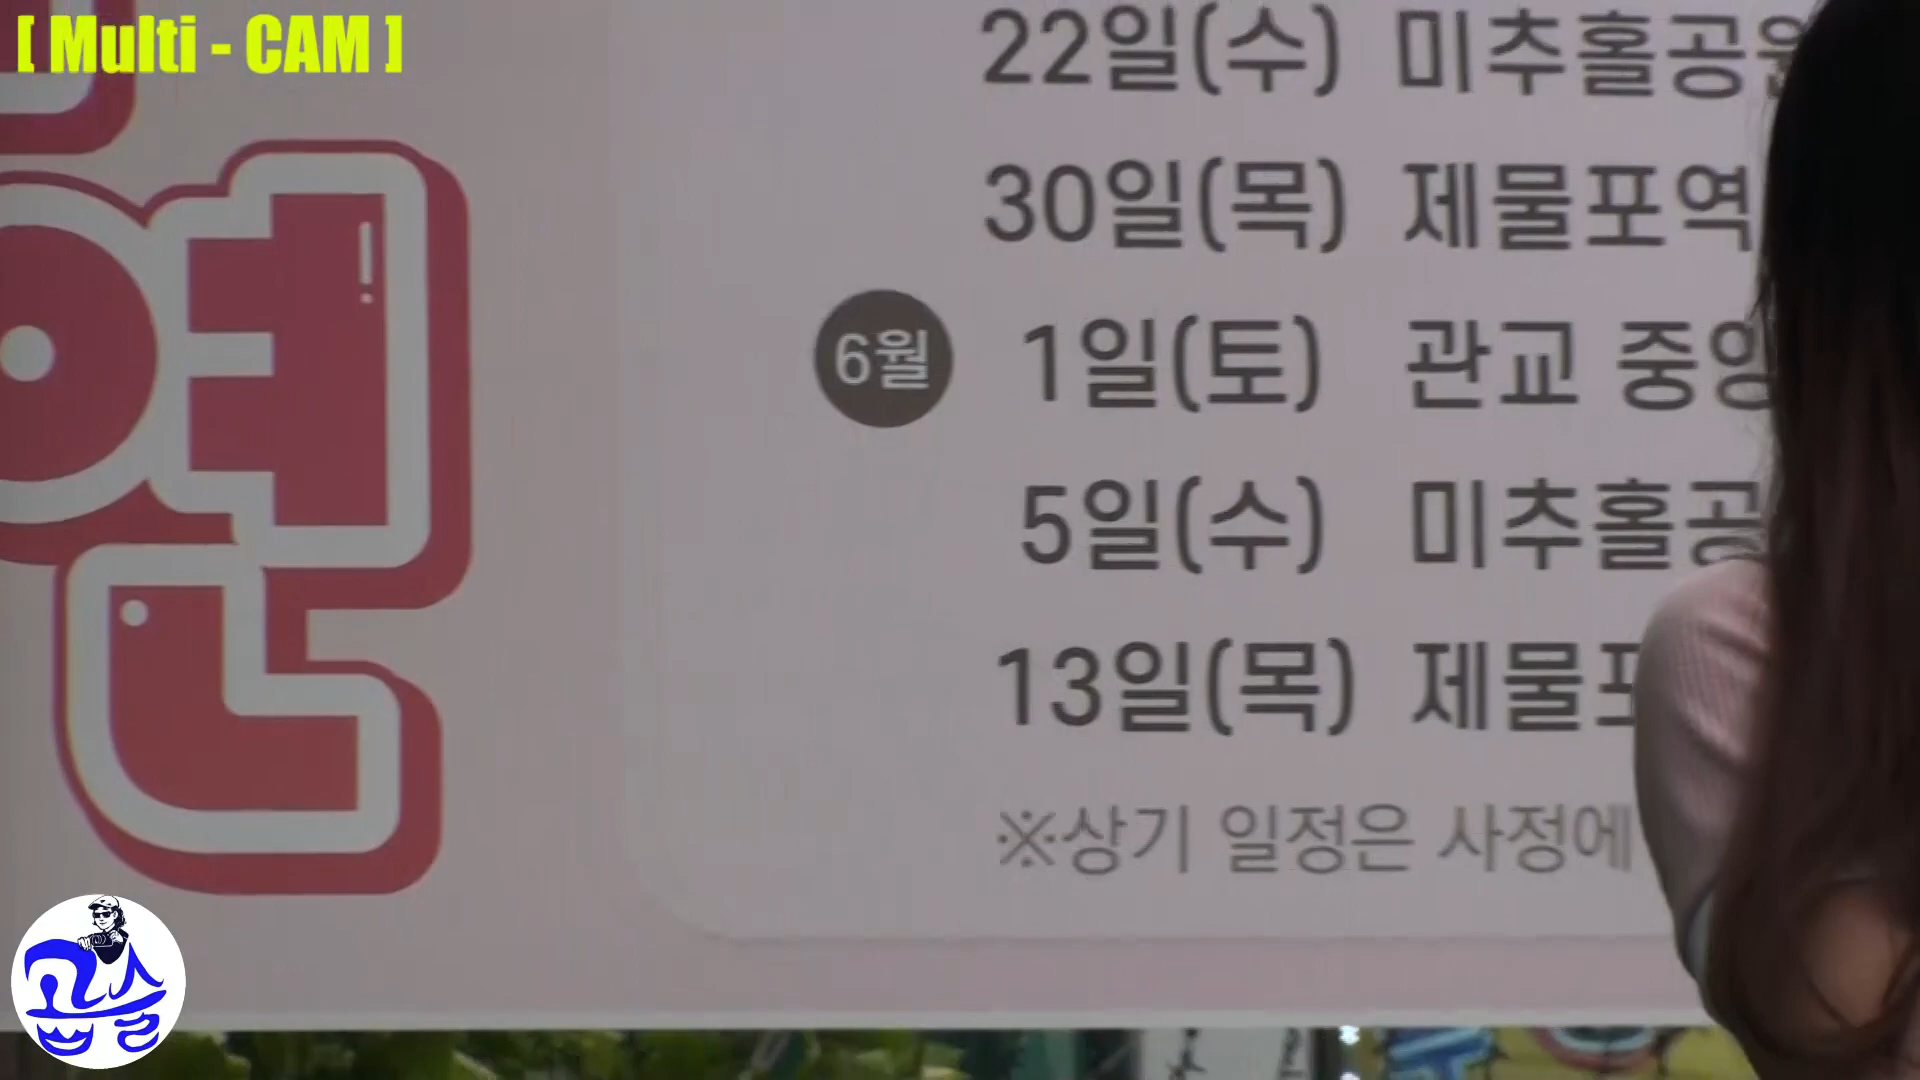 [ Multi - CAM ]
22일(수) 미추홀공원
30일(목) 제물포역
6월 1일(토) 관교 중앙
5일(수) 미추홀공
13일(목) 제물포
※상기 일정은 사정에
연